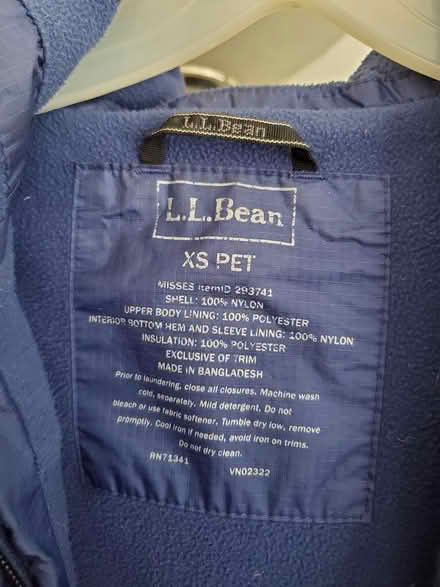 L.L.Bean
L.L.Bean
XS PET
MISSES ItemID 293741
SHELL: 100% NYLON
UPPER BODY LINING: 100% POLYESTER
INTERIOR BOTTOM HEM AND SLEEVE LINING: 100% NYLON
INSULATION: 100% POLYESTER
EXCLUSIVE OF TRIM
MADE IN BANGLADESH
Prior to laundering, close all closures. Machine wash
cold, separately. Mild detergent. Do not
bleach or use fabric softener. Tumble dry low, remove
promptly. Cool iron if needed, avoid iron on trims.
Do not dry clean.
RN71341 VN02322